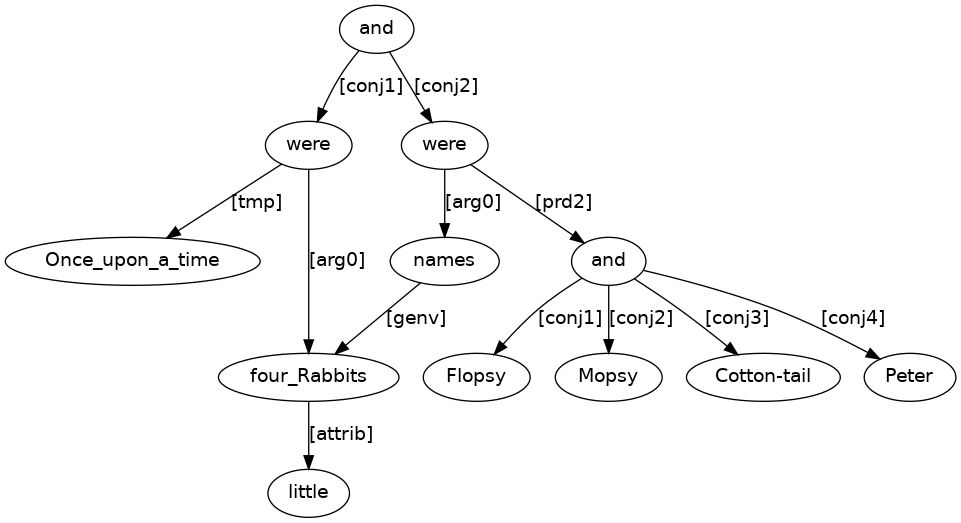 and
[conj1] [conj2]
were were
[tmp] [arg0] [prd2]
Once_upon_a_time [arg0] names and
[genv] [conj1] [conj2] [conj3] [conj4]
four_Rabbits Flopsy Mopsy Cotton-tail Peter
[attrib]
little